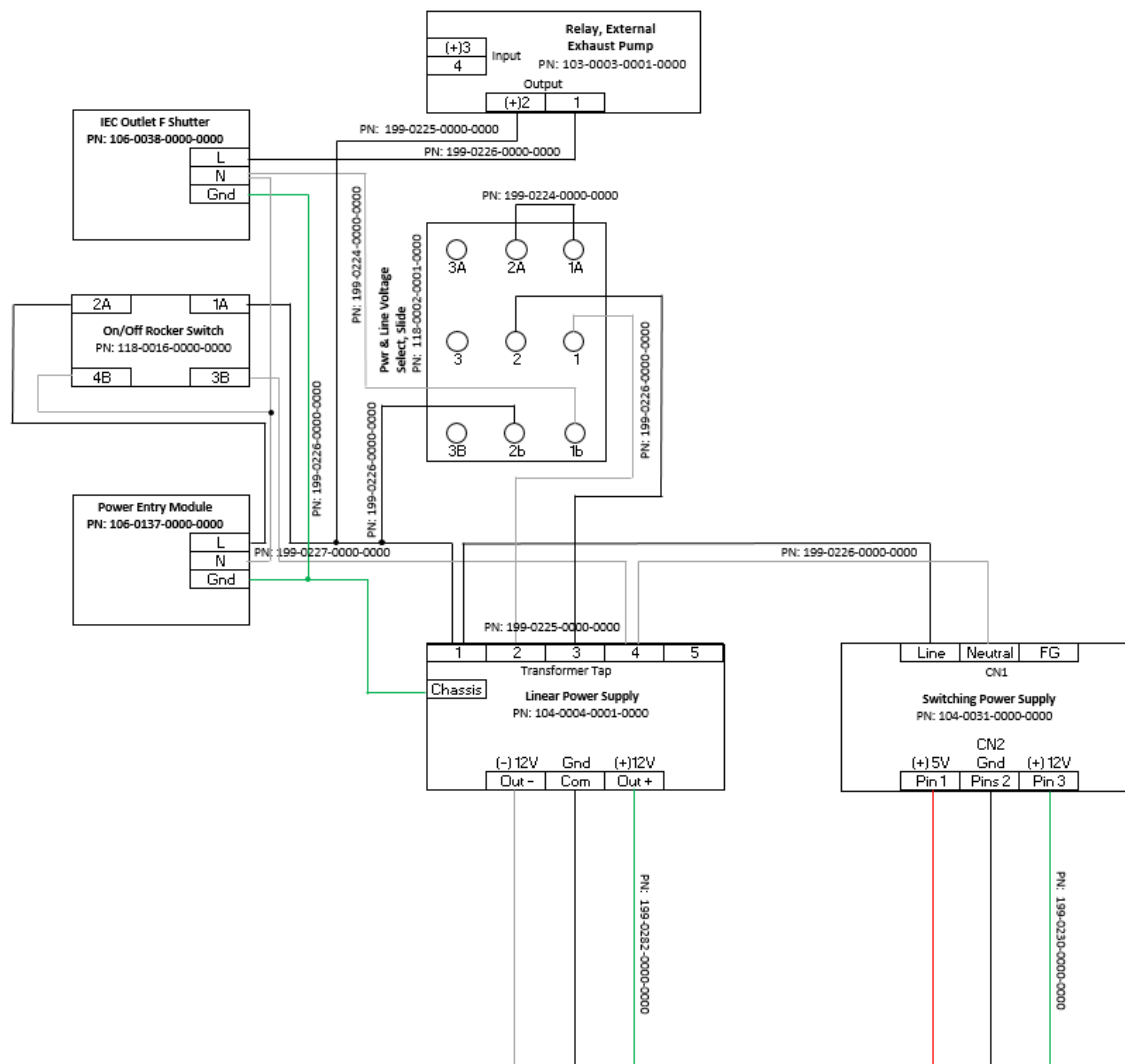 Relay, External
Exhaust Pump
PN: 103-0003-0001-0000
(+)3
4
Input
Output
(+)2
1
IEC Outlet F Shutter
PN: 106-0038-0000-0000
L
N
Gnd
PN: 199-0225-0000-0000
PN: 199-0226-0000-0000
PN: 199-0224-0000-0000
PN: 199-0224-0000-0000
3A
2A
1A
Pwr & Line Voltage
Select, Slide
PN: 118-0002-0001-0000
3
2
1
3B
2b
1b
2A
1A
On/Off Rocker Switch
PN: 118-0016-0000-0000
4B
3B
PN: 199-0226-0000-0000
PN: 199-0226-0000-0000
PN: 199-0226-0000-0000
Power Entry Module
PN: 106-0137-0000-0000
L
N
Gnd
PN: 199-0227-0000-0000
PN: 199-0226-0000-0000
PN: 199-0225-0000-0000
1
2
3
4
5
Transformer Tap
Chassis
Linear Power Supply
PN: 104-0004-0001-0000
(-) 12V
Gnd
(+)12V
Out -
Com
Out +
Line
Neutral
FG
CN1
Switching Power Supply
PN: 104-0031-0000-0000
CN2
(+) 5V
Gnd
(+) 12V
Pin 1
Pins 2
Pin 3
PN: 199-0282-0000-0000
PN: 199-0230-0000-0000